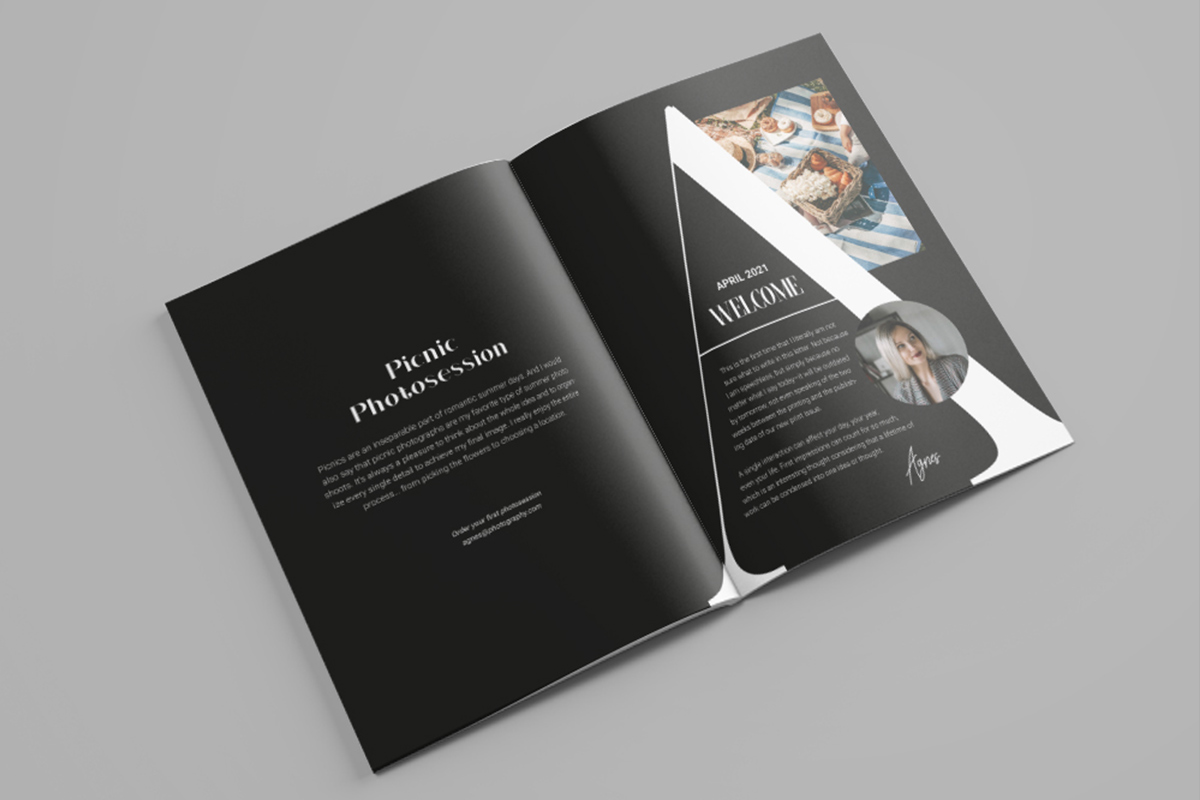 Picnic
Photosession
Picnics are an inseparable part of romantic summer days. And I would
also say that picnic photographs are my favorite type of summer photo
shoots. It's always a pleasure to think about the whole idea and to organ
ize every single detail to achieve my final image. I really enjoy the entire
process... from picking the flowers to choosing a location.
Order your first photosession
agnes@photography.com
APRIL 2021
WELCOME
This is the first time that I literally am not
sure what to write in this letter. Not because
I am speechless, but simply because no
matter what I say today–it will be outdated
by tomorrow, not even speaking of the two
weeks between the printing and the publish-
ing date of our new print issue.
A single interaction can affect your day, your year,
even your life. First impressions can count for so much,
which is an interesting thought considering that a lifetime of
work can be condensed into one idea or thought.
Agnes